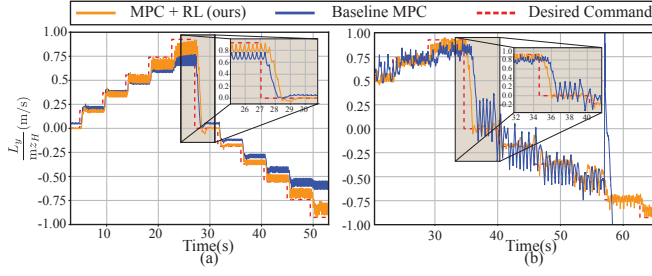 MPC + RL (ours) Baseline MPC Desired Command
1.00 1.00
0.75 0.75
0.50 0.50
0.25 0.25
0.00 0.00
-0.25 -0.25
-0.50 -0.50
-0.75 -0.75
-1.00 -1.00
L_y / m z_H (m/s)
0.8
0.6
0.4
0.2
0.0
26 27 28 29 30
0.8
0.6
0.4
0.2
0.0
-0.2
32 34 36 38 40
10 20 30 40 50 30 40 50 60
Time(s) Time(s)
(a) (b)